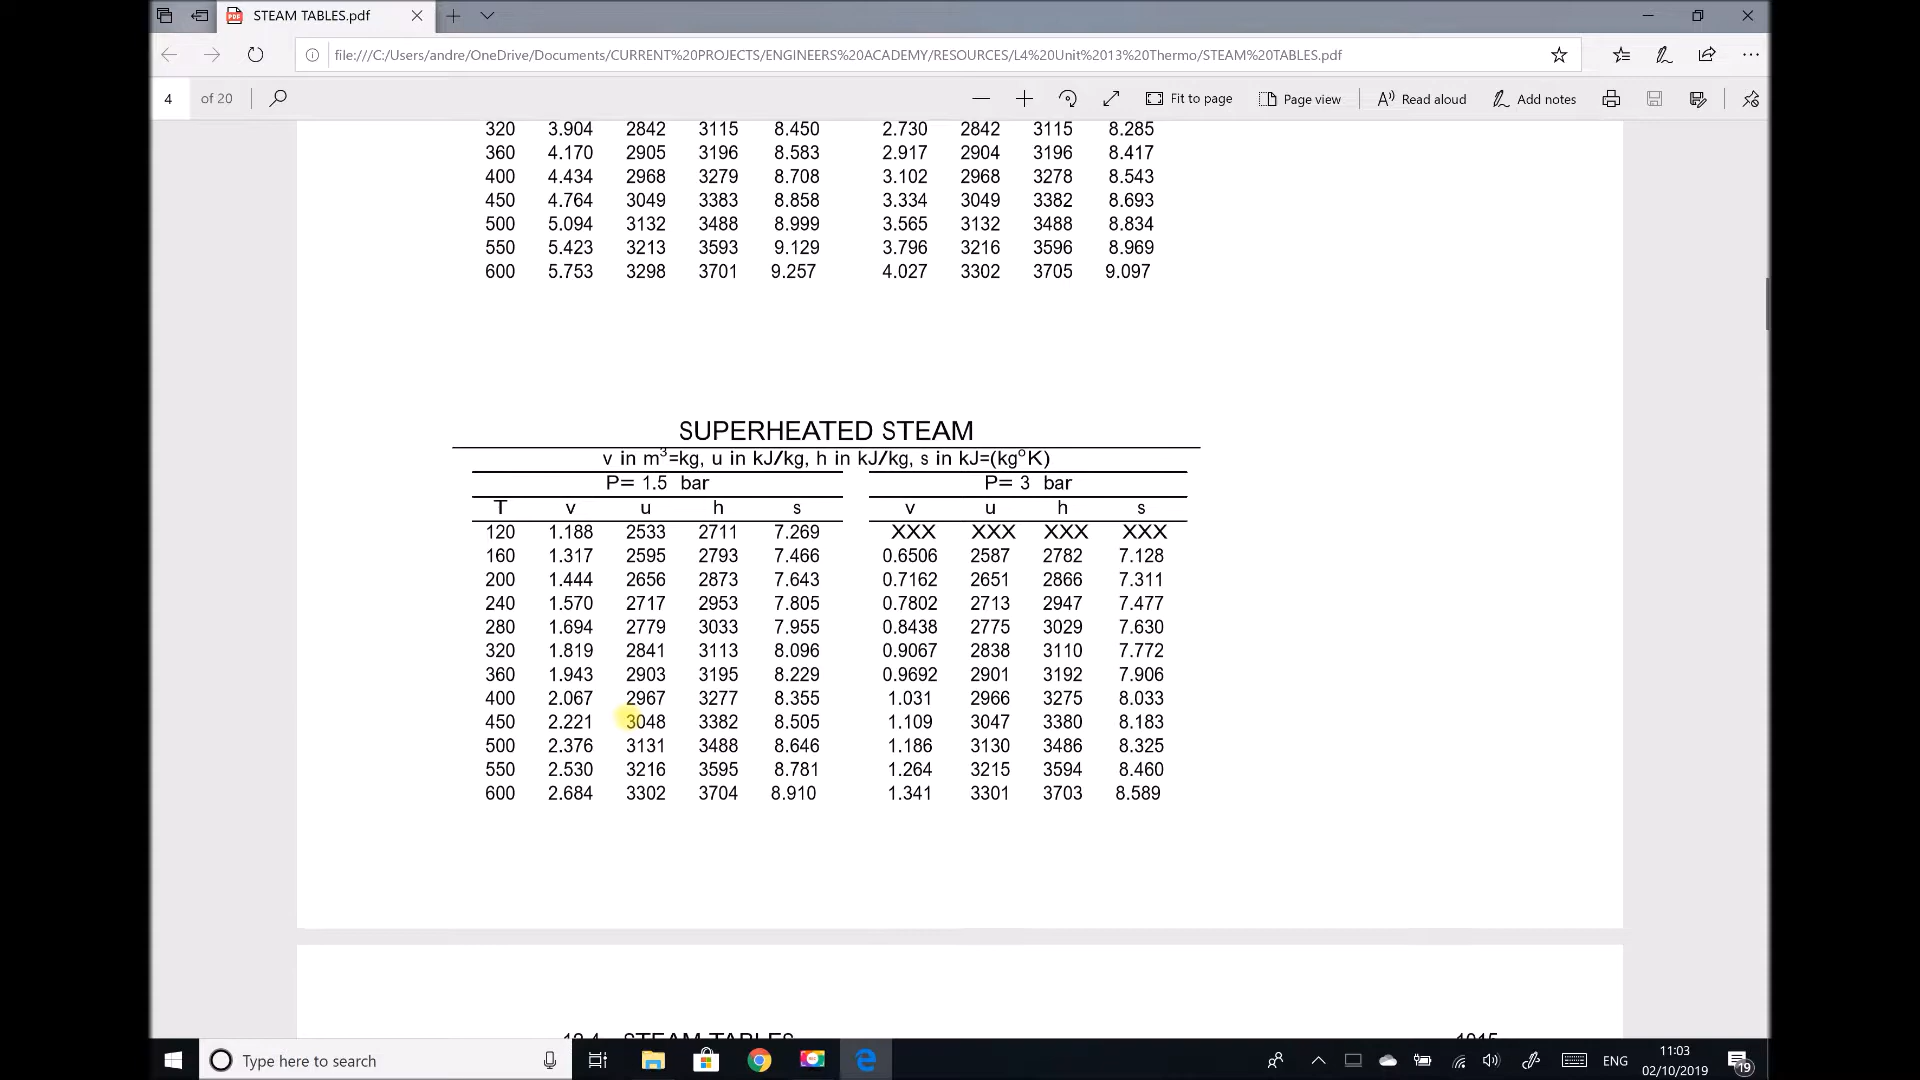 STEAM TABLES.pdf
file:///C:/Users/andre/OneDrive/Documents/CURRENT%20PROJECTS/ENGINEERS%20ACADEMY/RESOURCES/L4%20Unit%2013%20Thermo/STEAM%20TABLES.pdf
4 of 20 Fit to page Page view Read aloud Add notes
320 3.904 2842 3115 8.450 2.730 2842 3115 8.285
360 4.170 2905 3196 8.583 2.917 2904 3196 8.417
400 4.434 2968 3279 8.708 3.102 2968 3278 8.543
450 4.764 3049 3383 8.858 3.334 3049 3382 8.693
500 5.094 3132 3488 8.999 3.565 3132 3488 8.834
550 5.423 3213 3593 9.129 3.796 3216 3596 8.969
600 5.753 3298 3701 9.257 4.027 3302 3705 9.097
SUPERHEATED STEAM
v in m³=kg, u in kJ/kg, h in kJ/kg, s in kJ=(kg°K)
P= 1.5 bar P= 3 bar
T v u h s v u h s
120 1.188 2533 2711 7.269 XXX XXX XXX XXX
160 1.317 2595 2793 7.466 0.6506 2587 2782 7.128
200 1.444 2656 2873 7.643 0.7162 2651 2866 7.311
240 1.570 2717 2953 7.805 0.7802 2713 2947 7.477
280 1.694 2779 3033 7.955 0.8438 2775 3029 7.630
320 1.819 2841 3113 8.096 0.9067 2838 3110 7.772
360 1.943 2903 3195 8.229 0.9692 2901 3192 7.906
400 2.067 2967 3277 8.355 1.031 2966 3275 8.033
450 2.221 3048 3382 8.505 1.109 3047 3380 8.183
500 2.376 3131 3488 8.646 1.186 3130 3486 8.325
550 2.530 3216 3595 8.781 1.264 3215 3594 8.460
600 2.684 3302 3704 8.910 1.341 3301 3703 8.589
STEAM TABLES
Type here to search ENG 11:03
02/10/2019 19